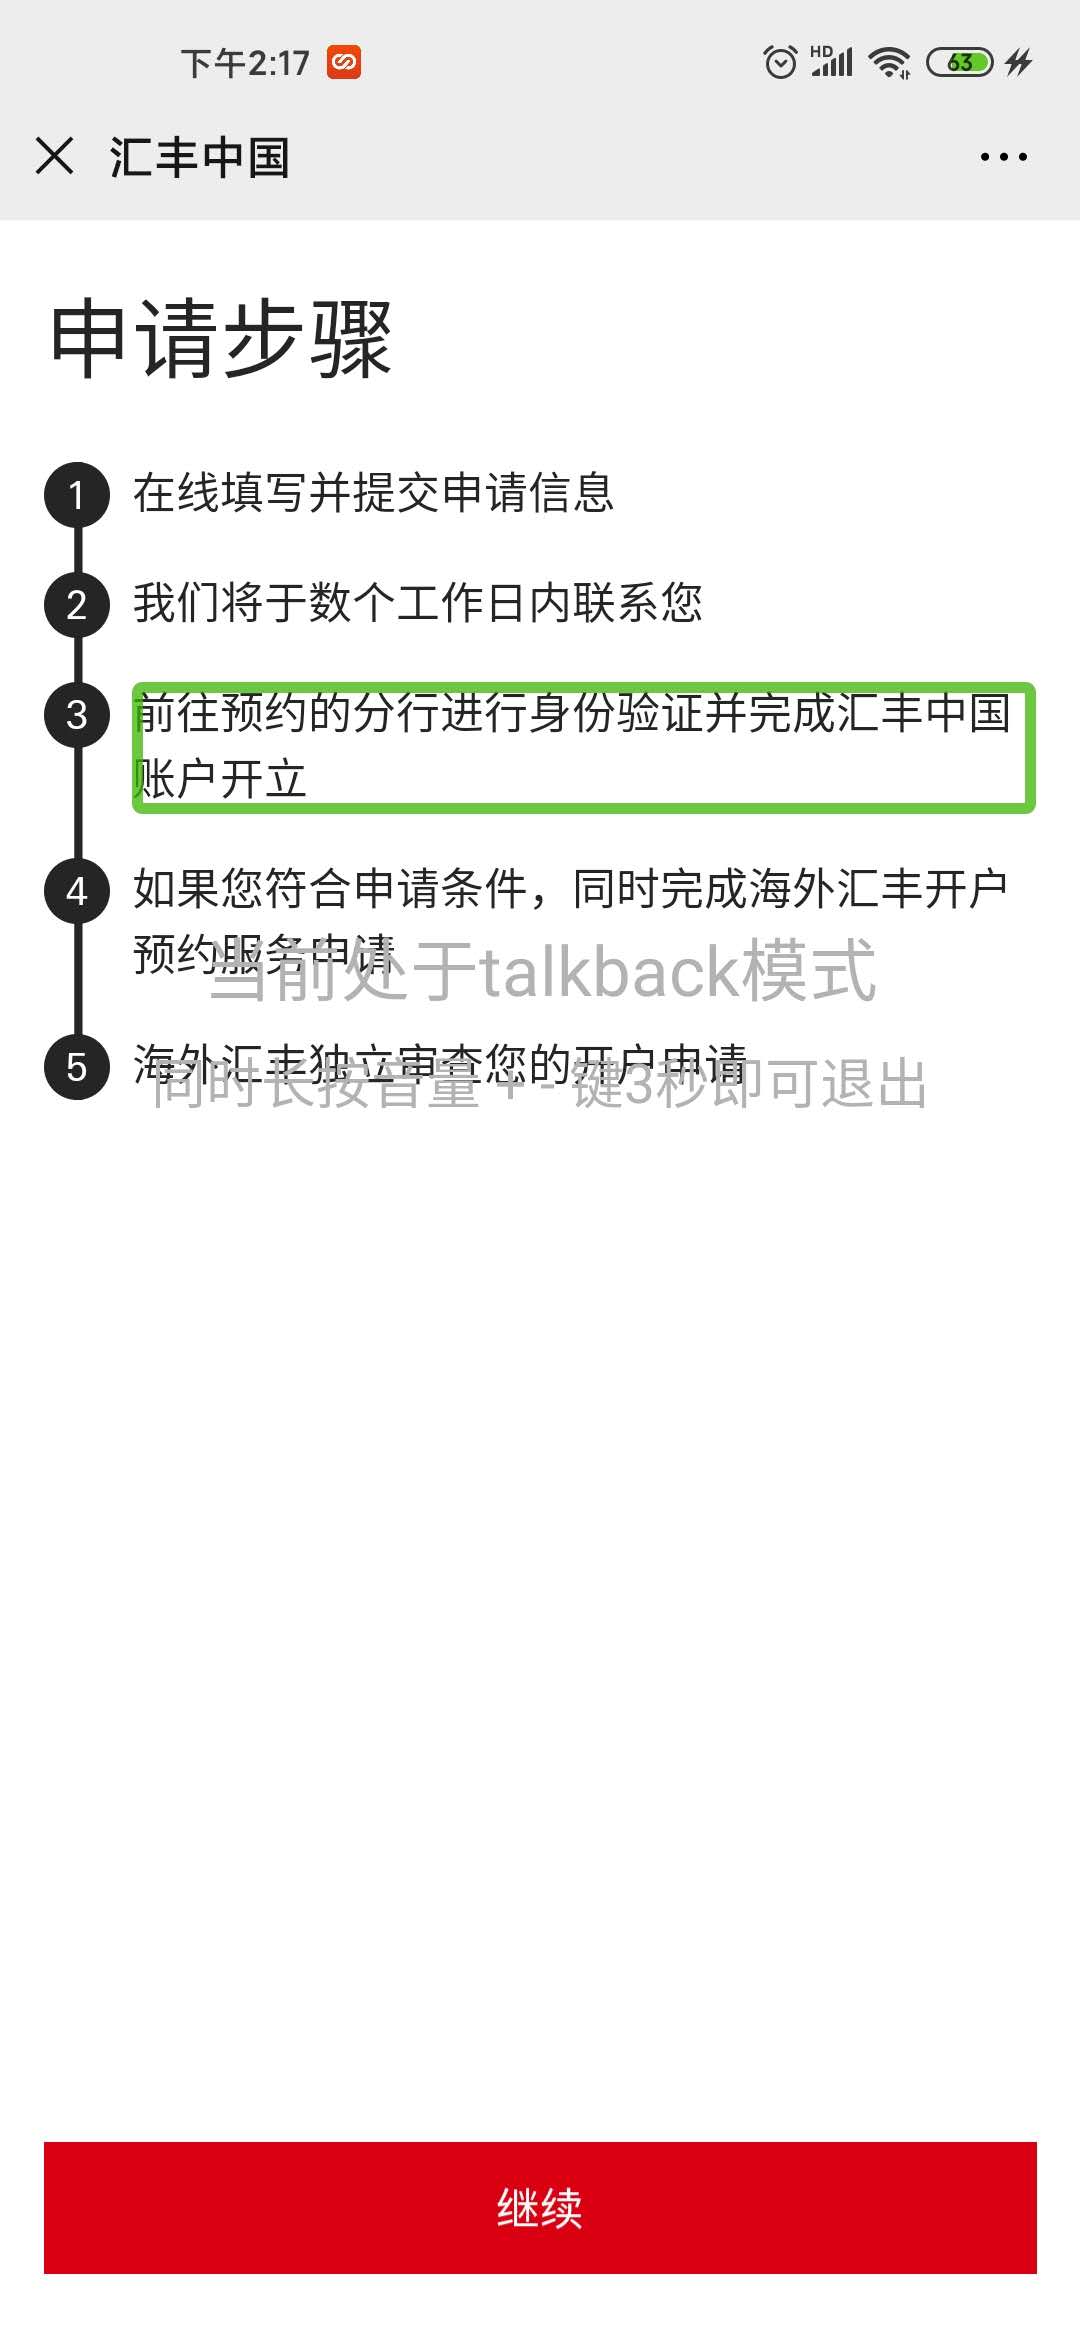 下午2:17
HD
63
汇丰中国
申请步骤
1 在线填写并提交申请信息
2 我们将于数个工作日内联系您
3 前往预约的分行进行身份验证并完成汇丰中国
账户开立
4 如果您符合申请条件，同时完成海外汇丰开户
预约服务申请
当前处于talkback模式
5 海外汇丰独立审查您的开户申请
同时长按音量 + - 键3秒即可退出
继续